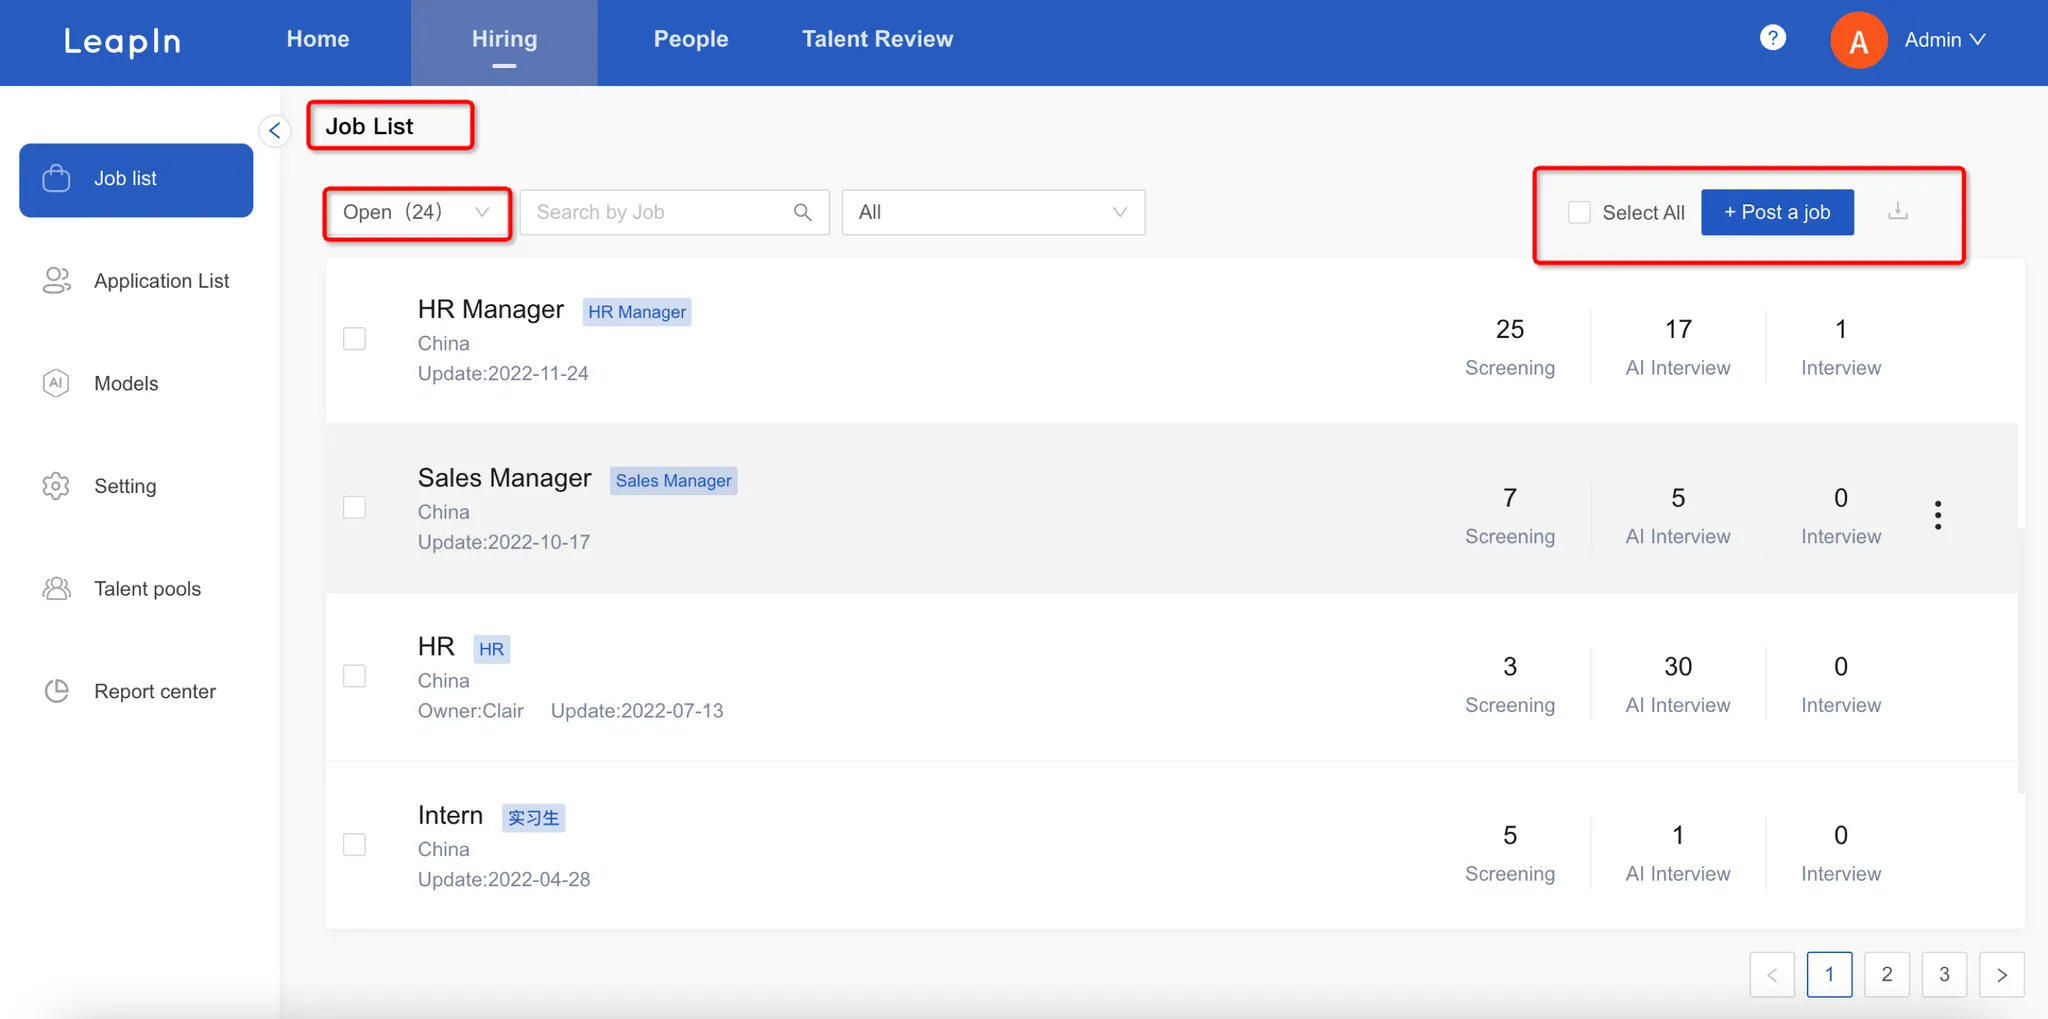 LeapIn
Home
Hiring
People
Talent Review
?
A
Admin
Job list
Application List
AI
Models
Setting
Talent pools
Report center
Job List
Open (24)
Search by Job
All
Select All
+ Post a job
HR Manager HR Manager
China
Update:2022-11-24
25
Screening
17
AI Interview
1
Interview
Sales Manager Sales Manager
China
Update:2022-10-17
7
Screening
5
AI Interview
0
Interview
HR HR
China
Owner:Clair Update:2022-07-13
3
Screening
30
AI Interview
0
Interview
Intern 实习生
China
Update:2022-04-28
5
Screening
1
AI Interview
0
Interview
< 1 2 3 >